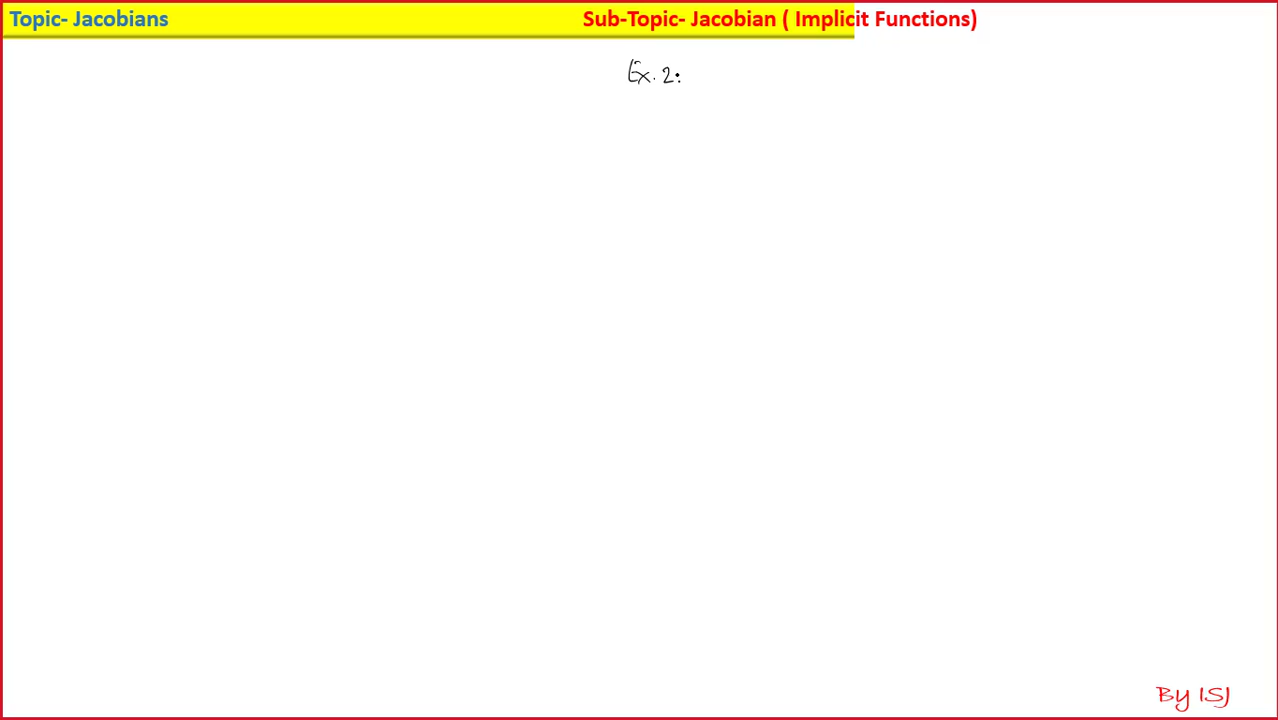 Topic- Jacobians Sub-Topic- Jacobian ( Implicit Functions)
Ex. 2:
By ISJ